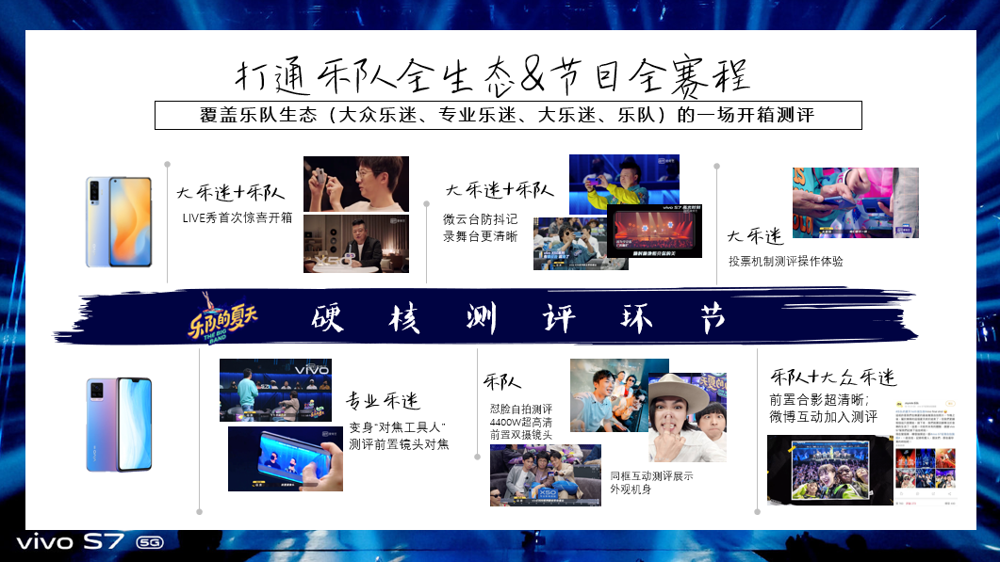 打通乐队全生态&节目全赛程
覆盖乐队生态（大众乐迷、专业乐迷、大乐迷、乐队）的一场开箱测评
大乐迷+乐队
LIVE秀首次惊喜开箱
大乐迷+乐队
微云台防抖记
录舞台更清晰
大乐迷
投票机制测评操作体验
乐队的夏天
THE BIG
BAND
硬核测评环节
vivo
专业乐迷
变身“对焦工具人”
测评前置镜头对焦
乐队
怼脸自拍测评
4400W超高清
前置双摄镜头
X50
同框互动测评展示
外观机身
乐队+大众乐迷
前置合影超清晰；
微博互动加入测评
vivo S7 5G